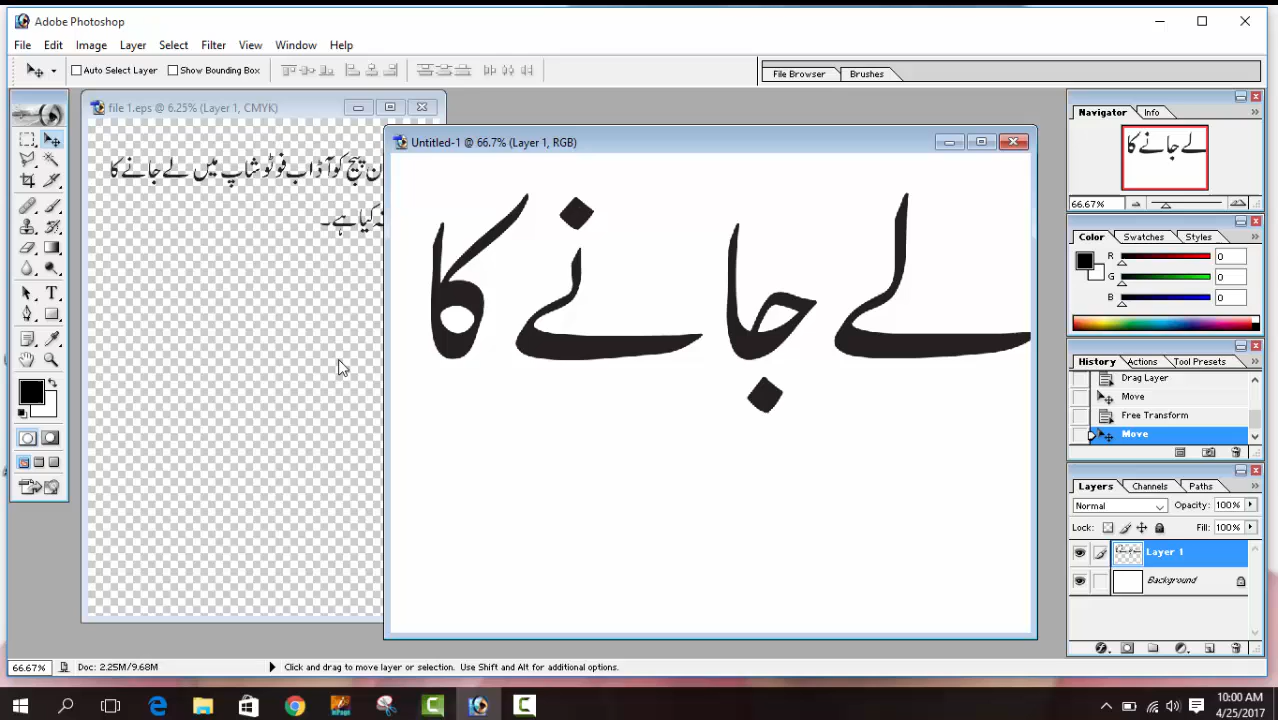 Adobe Photoshop
File Edit Image Layer Select Filter View Window Help
Auto Select Layer Show Bounding Box
File Browser Brushes
file 1.eps @ 6.25% (Layer 1, CMYK)
پیچ کو آڈاب فوٹو شاپ میں لے جانے کا
کیا ہے۔
Untitled-1 @ 66.7% (Layer 1, RGB)
لے جانے کا
Navigator Info
لے جانے کا
66.67%
Color Swatches Styles
R 0
G 0
B 0
History Actions Tool Presets
Drag Layer
Move
Free Transform
Move
Layers Channels Paths
Normal Opacity: 100%
Lock: Fill: 100%
Layer 1
Background
66.67% Doc: 2.25M/9.68M Click and drag to move layer or selection. Use Shift and Alt for additional options.
10:00 AM
4/25/2017